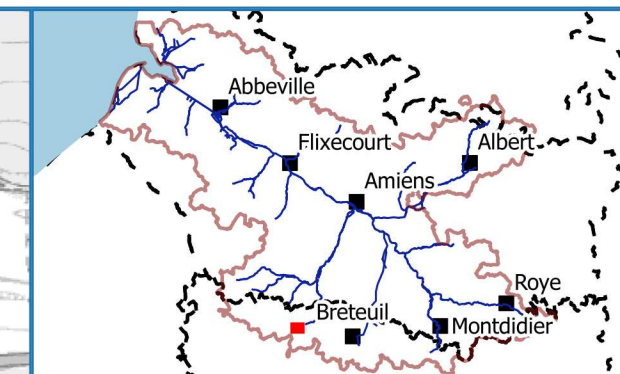 Abbeville
Flixecourt
Albert
Amiens
Roye
Breteuil
Montdidier